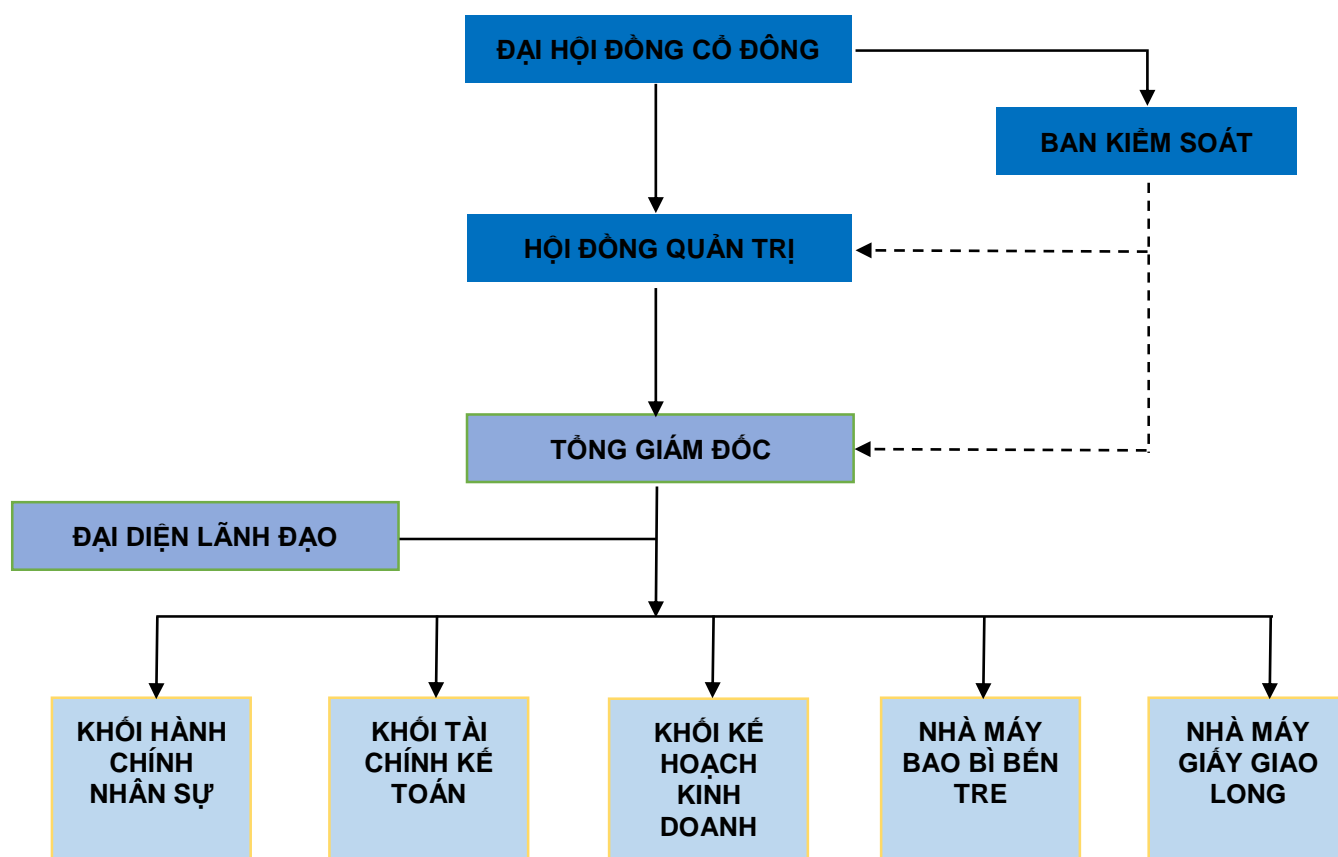 ĐẠI HỘI ĐỒNG CỔ ĐÔNG
BAN KIỂM SOÁT
HỘI ĐỒNG QUẢN TRỊ
TỔNG GIÁM ĐỐC
ĐẠI DIỆN LÃNH ĐẠO
KHỐI HÀNH
CHÍNH
NHÂN SỰ
KHỐI TÀI
CHÍNH KẾ
TOÁN
KHỐI KẾ
HOẠCH
KINH
DOANH
NHÀ MÁY
BAO BÌ BẾN
TRE
NHÀ MÁY
GIẤY GIAO
LONG